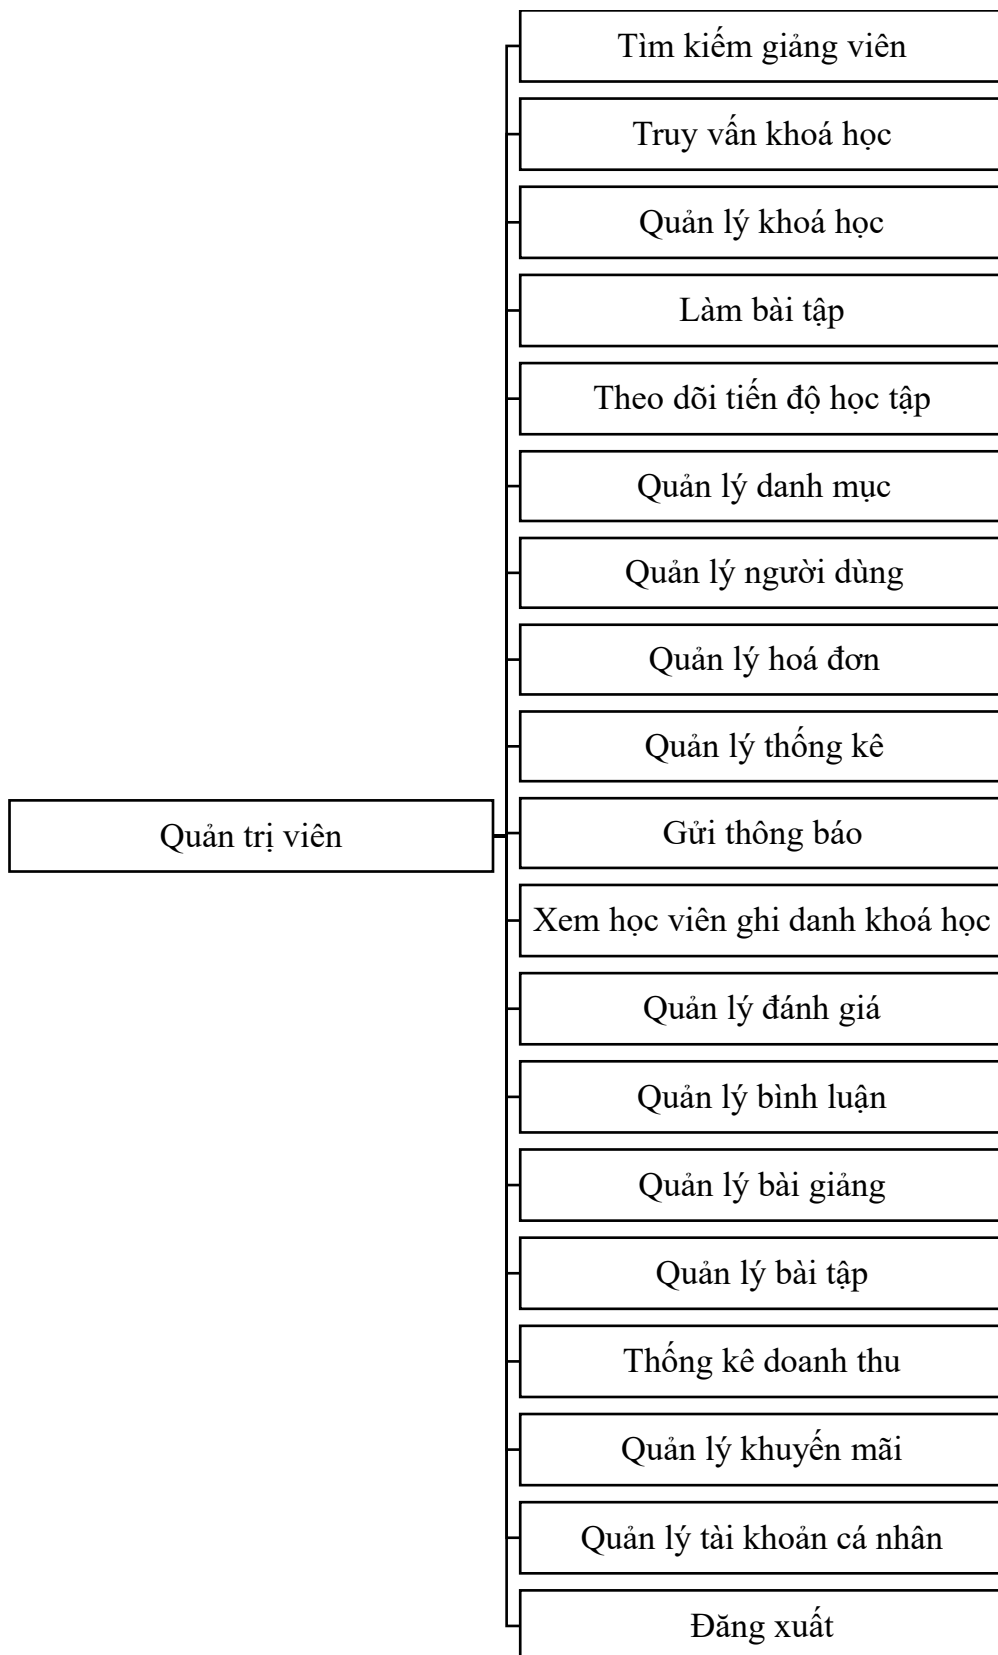 Tìm kiếm giảng viên
Truy vấn khoá học
Quản lý khoá học
Làm bài tập
Theo dõi tiến độ học tập
Quản lý danh mục
Quản lý người dùng
Quản lý hoá đơn
Quản lý thống kê
Quản trị viên
Gửi thông báo
Xem học viên ghi danh khoá học
Quản lý đánh giá
Quản lý bình luận
Quản lý bài giảng
Quản lý bài tập
Thống kê doanh thu
Quản lý khuyến mãi
Quản lý tài khoản cá nhân
Đăng xuất